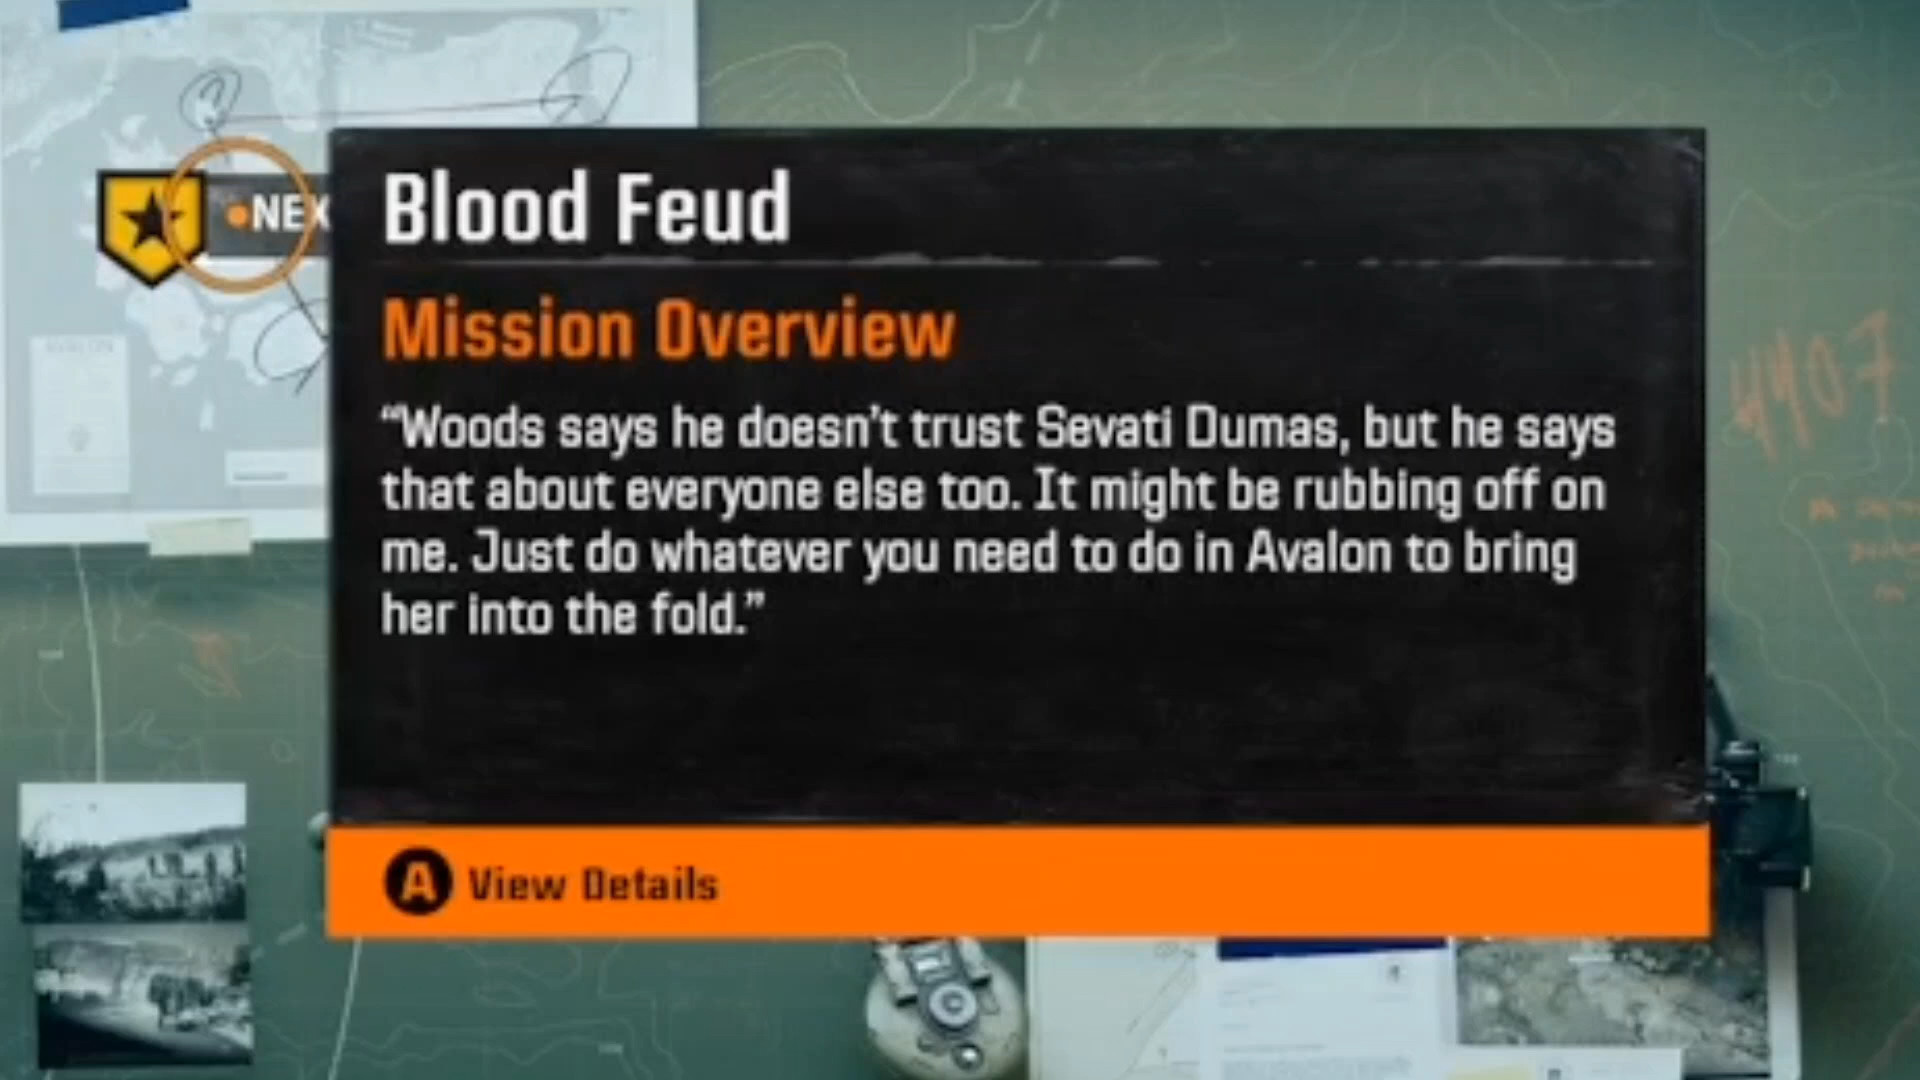 NEX
Blood Feud
Mission Overview
“Woods says he doesn’t trust Sevati Dumas, but he says
that about everyone else too. It might be rubbing off on
me. Just do whatever you need to do in Avalon to bring
her into the fold.”
4407
A View Details